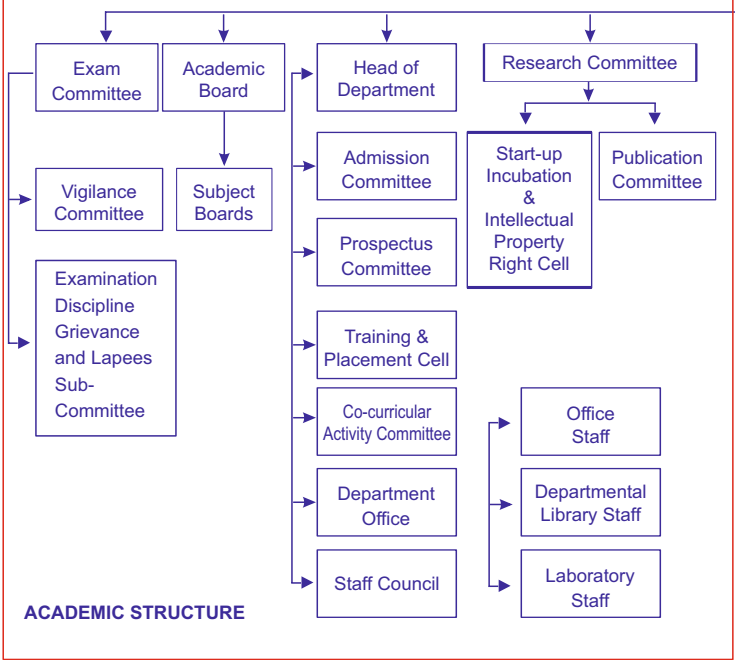 Exam
Committee
Academic
Board
Head of
Department
Research Committee
Vigilance
Committee
Subject
Boards
Admission
Committee
Start-up
Incubation
&
Intellectual
Property
Right Cell
Publication
Committee
Prospectus
Committee
Examination
Discipline
Grievance
and Lapees
Sub-
Committee
Training &
Placement Cell
Co-curricular
Activity Committee
Office
Staff
Department
Office
Departmental
Library Staff
Staff Council
Laboratory
Staff
ACADEMIC STRUCTURE